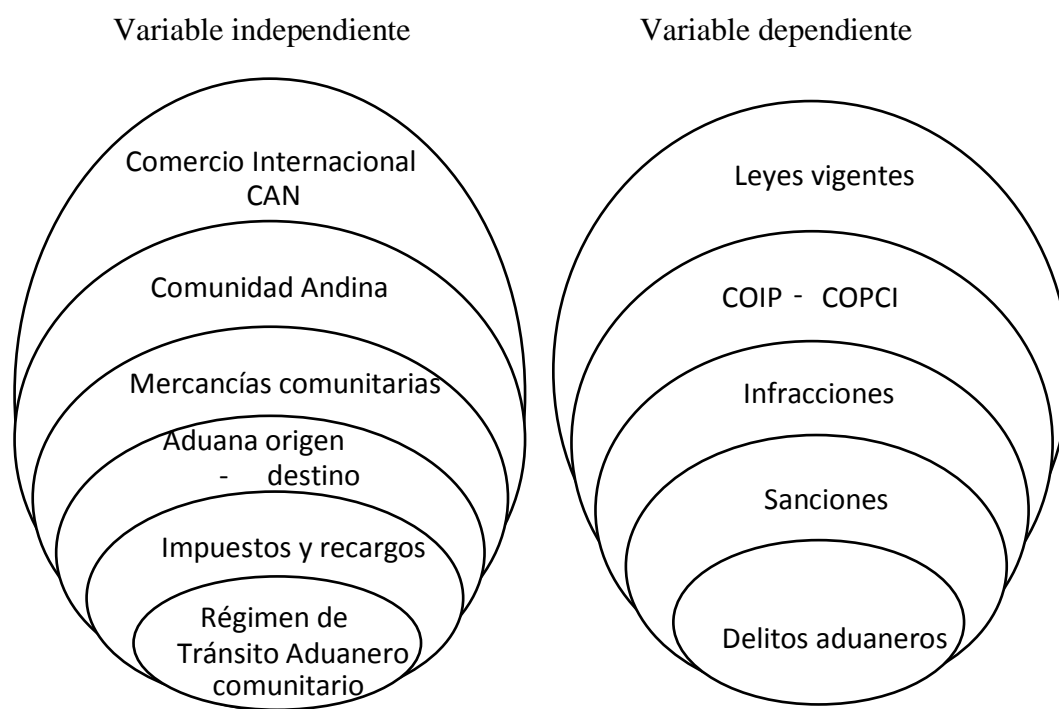 Variable independiente
Comercio Internacional
CAN
Comunidad Andina
Mercancías comunitarias
Aduana origen
- destino
Impuestos y recargos
Régimen de
Tránsito Aduanero
comunitario
Variable dependiente
Leyes vigentes
COIP - COPCI
Infracciones
Sanciones
Delitos aduaneros